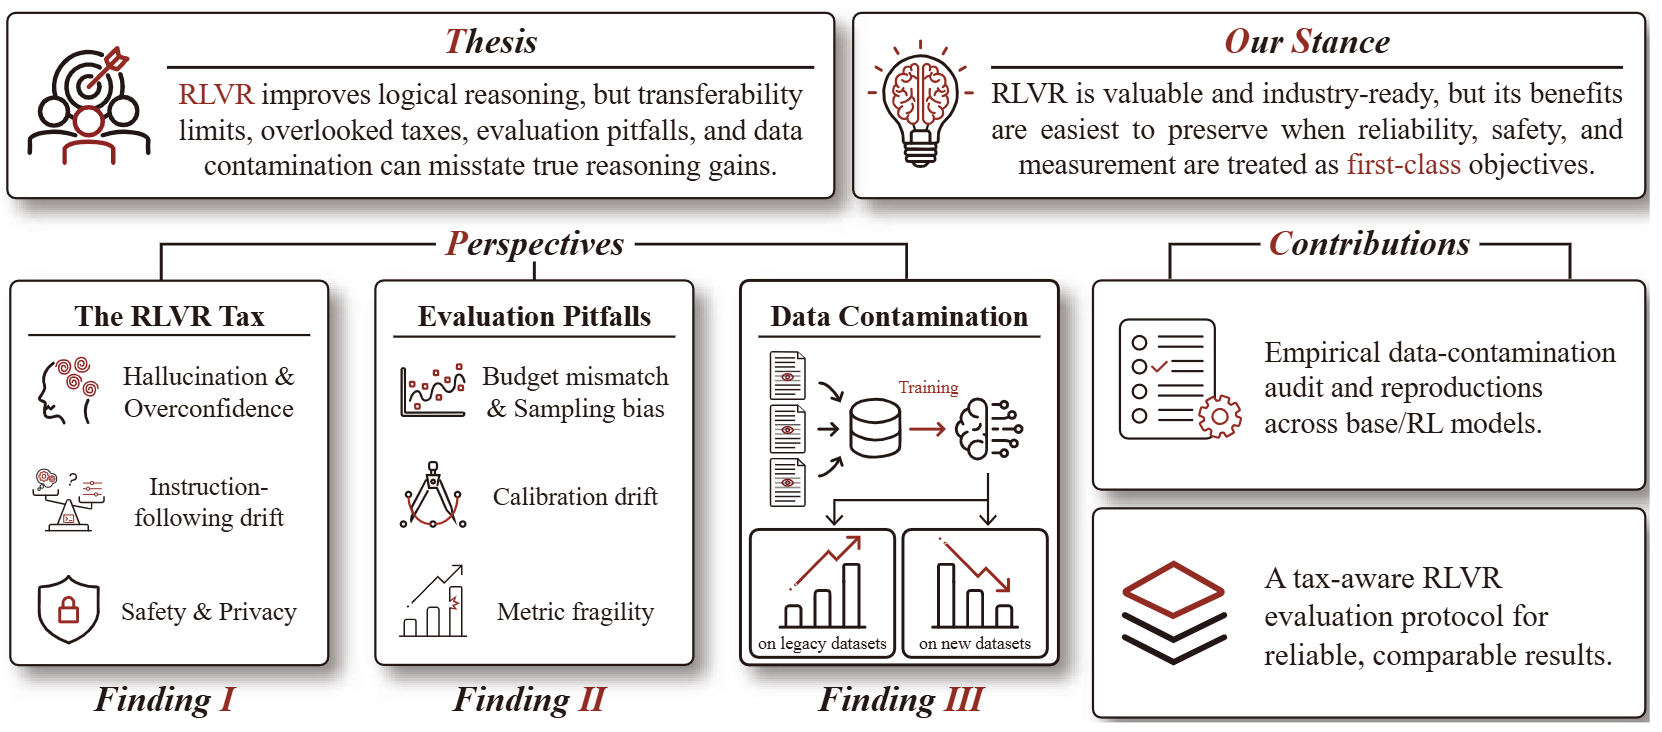 Thesis
RLVR improves logical reasoning, but transferability
limits, overlooked taxes, evaluation pitfalls, and data
contamination can misstate true reasoning gains.
Our Stance
RLVR is valuable and industry-ready, but its benefits
are easiest to preserve when reliability, safety, and
measurement are treated as first-class objectives.
Perspectives
The RLVR Tax
Hallucination &
Overconfidence
?
Instruction-
following drift
Safety & Privacy
Finding I
Evaluation Pitfalls
Budget mismatch
& Sampling bias
Calibration drift
Metric fragility
Finding II
Data Contamination
Training
on legacy datasets
on new datasets
Finding III
Contributions
Empirical data-contamination
audit and reproductions
across base/RL models.
A tax-aware RLVR
evaluation protocol for
reliable, comparable results.